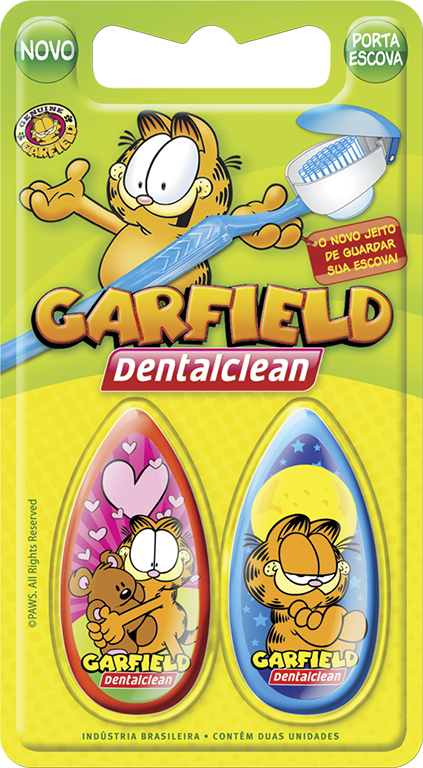 NOVO
PORTA
ESCOVA
GENUINE
GARFIELD
O NOVO JEITO
DE GUARDAR
SUA ESCOVA!
GARFIELD
Dentalclean
©PAWS. All Rights Reserved
GARFIELD
Dentalclean
GARFIELD
Dentalclean
INDÚSTRIA BRASILEIRA • CONTÉM DUAS UNIDADES